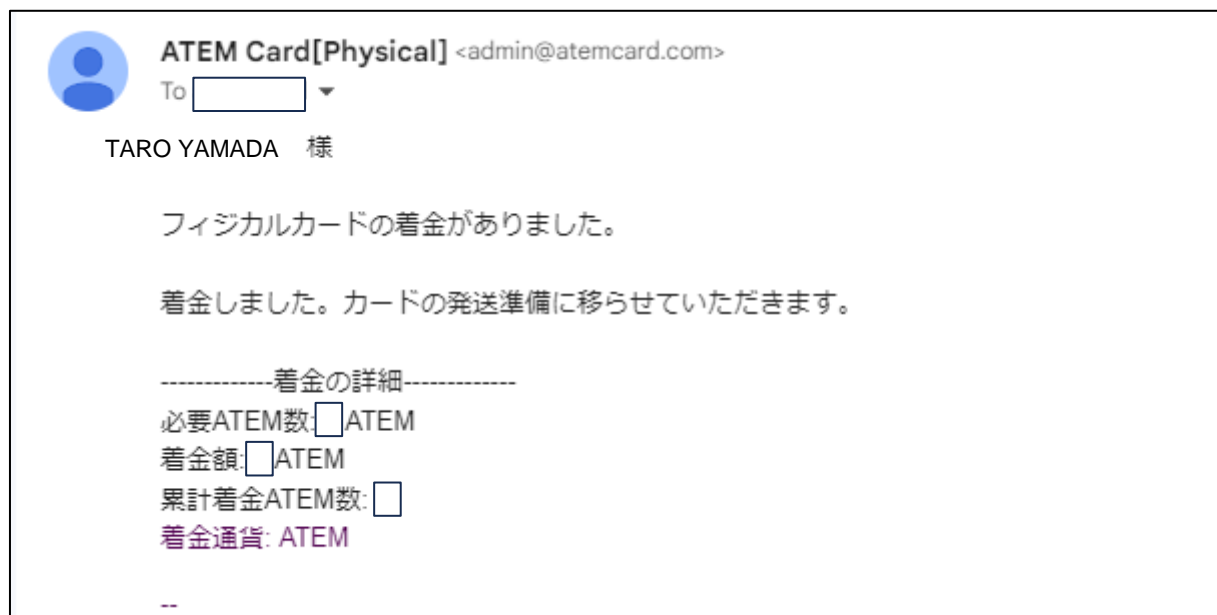 ATEM Card[Physical] <admin@atemcard.com>
To
TARO YAMADA 様
フィジカルカードの着金がありました。
着金しました。カードの発送準備に移らせていただきます。
-------------着金の詳細-------------
必要ATEM数: ATEM
着金額: ATEM
累計着金ATEM数:
着金通貨: ATEM
--